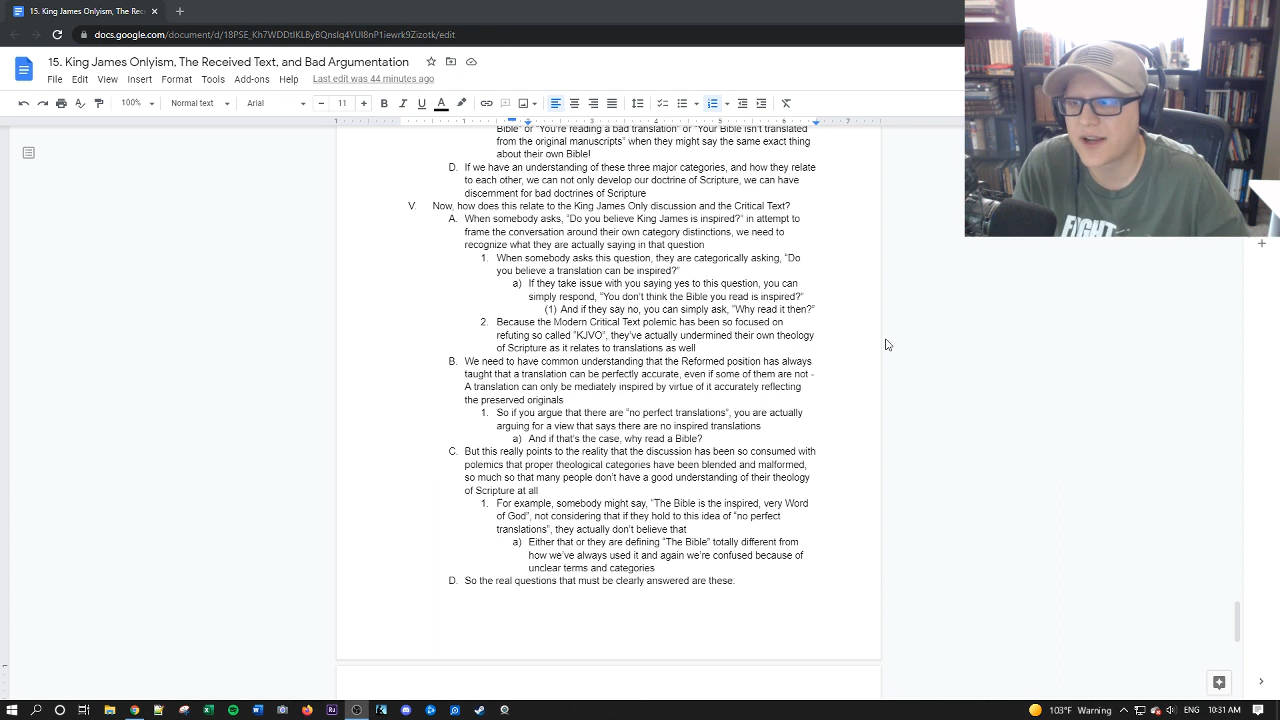 15. King James Onlyism, The Rec
docs.google.com
15. King James Onlyism, The Received Text, and Bad Argumentation
File Edit View Insert Format Tools Add-ons Help Last edit was 44 minutes ago
100% Normal text Arial 11
1 1 2 3 4 5 6 7
Bible" or "You're reading a bad translation" or "Your Bible isn't translated
from the original manuscripts" when they might say the same exact thing
about their own Bible!
D. If we have an understanding of these three major categories, and how they relate
to each other, we can not only develop our doctrine of Scripture, we can have
discernment for bad doctrines of Scripture
V. Now, how does this relate to the King James Only discussion and the Critical Text?
A. When somebody asks, "Do you believe King James is inspired?" in attempt to
frame the conversation around their own category distinctions, we need to
recognize what they are actually saying in that question
1. When somebody asks this question, they are categorically asking, "Do
you believe a translation can be inspired?"
a) If they take issue with you saying yes to this question, you can
simply respond, "You don't think the Bible you read is inspired?"
(1) And if they say no, you can simply ask, "Why read it then?"
2. Because the Modern Critical Text polemic has been so focused on
refuting so called "KJVO", they've actually undermined their own theology
of Scripture as it relates to translations as well
B. We need to have common understanding that the Reformed position has always
taught that a translation can be perfectly accurate, even if some of them are not -
A translation can only be mediately inspired by virtue of it accurately reflecting
the preserved originals
1. So if you argue that there are "no perfect translations", you are actually
arguing for a view that says there are no inspired translations
a) And if that's the case, why read a Bible?
C. But this really points to the reality that the discussion has been so consumed with
polemics that proper theological categories have been blended and malformed,
so much so that many people don't have a good understanding of their theology
of Scripture at all
1. For example, somebody might say, "The Bible is the inspired, very Word
of God", not considering that if they hold to this idea of "no perfect
translations", they actually don't believe that
a) Either that or they are defining "The Bible" totally different from
how we've always used it and again we're confused because of
unclear terms and categories
D. So the real questions that must be clearly answered are these:
FIGHT
103°F Warning 10:31 AM